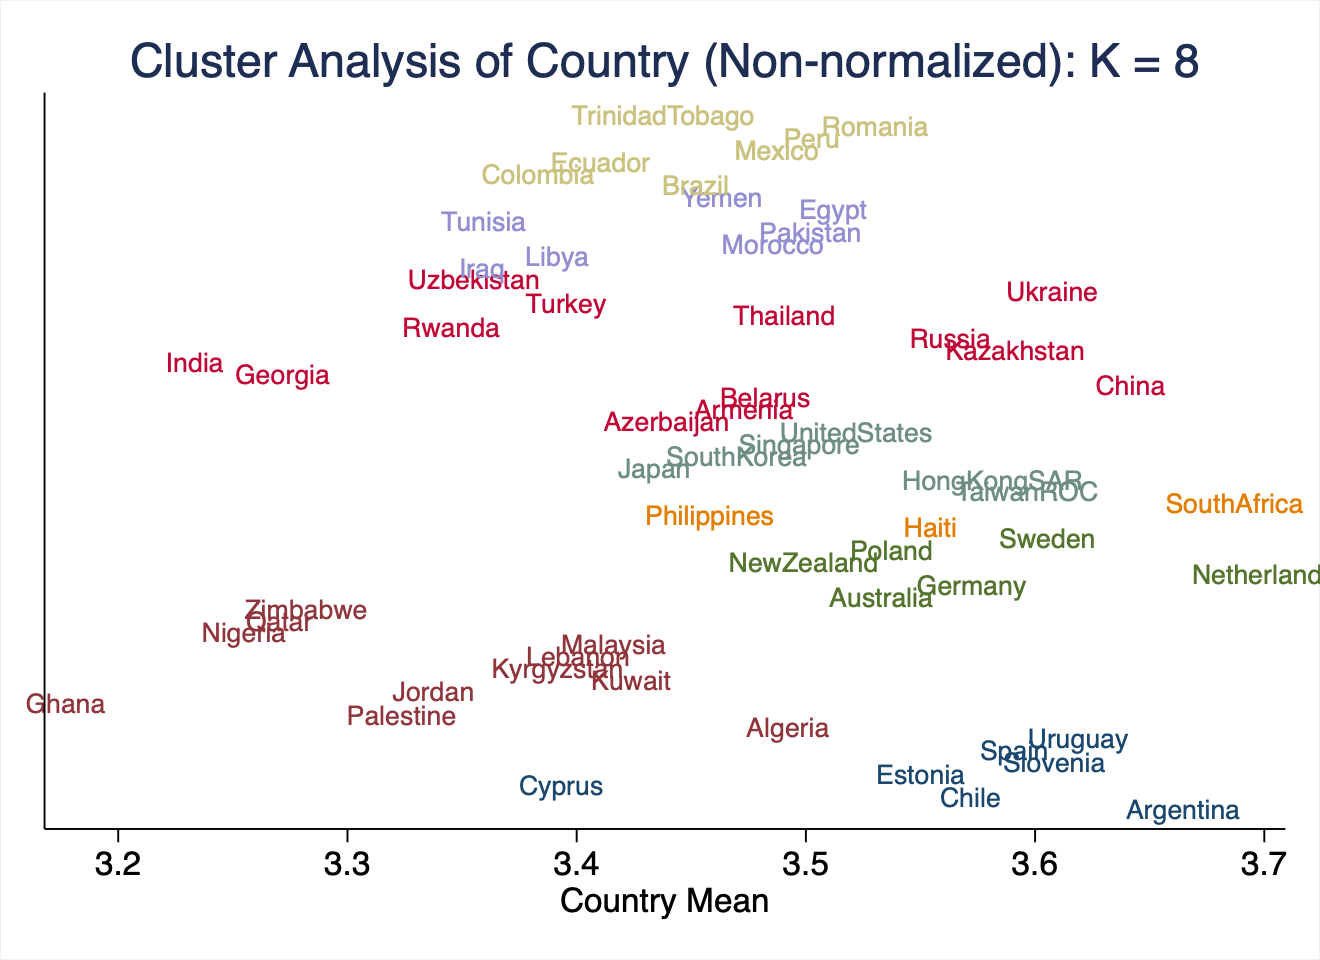 Cluster Analysis of Country (Non-normalized): K = 8
TrinidadTobago
Romania
Peru
Mexico
Ecuador
Colombia
Brazil
Yemen
Egypt
Tunisia
Pakistan
Morocco
Libya
Iraq
Uzbekistan
Ukraine
Turkey
Thailand
Rwanda
Russia
Kazakhstan
India
Georgia
China
Belarus
Armenia
Azerbaijan
UnitedStates
Singapore
SouthKorea
Japan
HongKongSAR
TaiwanROC
SouthAfrica
Philippines
Haiti
Sweden
Poland
NewZealand
Netherland
Germany
Australia
Zimbabwe
Qatar
Nigeria
Malaysia
Lebanon
Kyrgyzstan
Kuwait
Jordan
Ghana
Palestine
Algeria
Uruguay
Spain
Slovenia
Estonia
Cyprus
Chile
Argentina
3.2 3.3 3.4 3.5 3.6 3.7
Country Mean